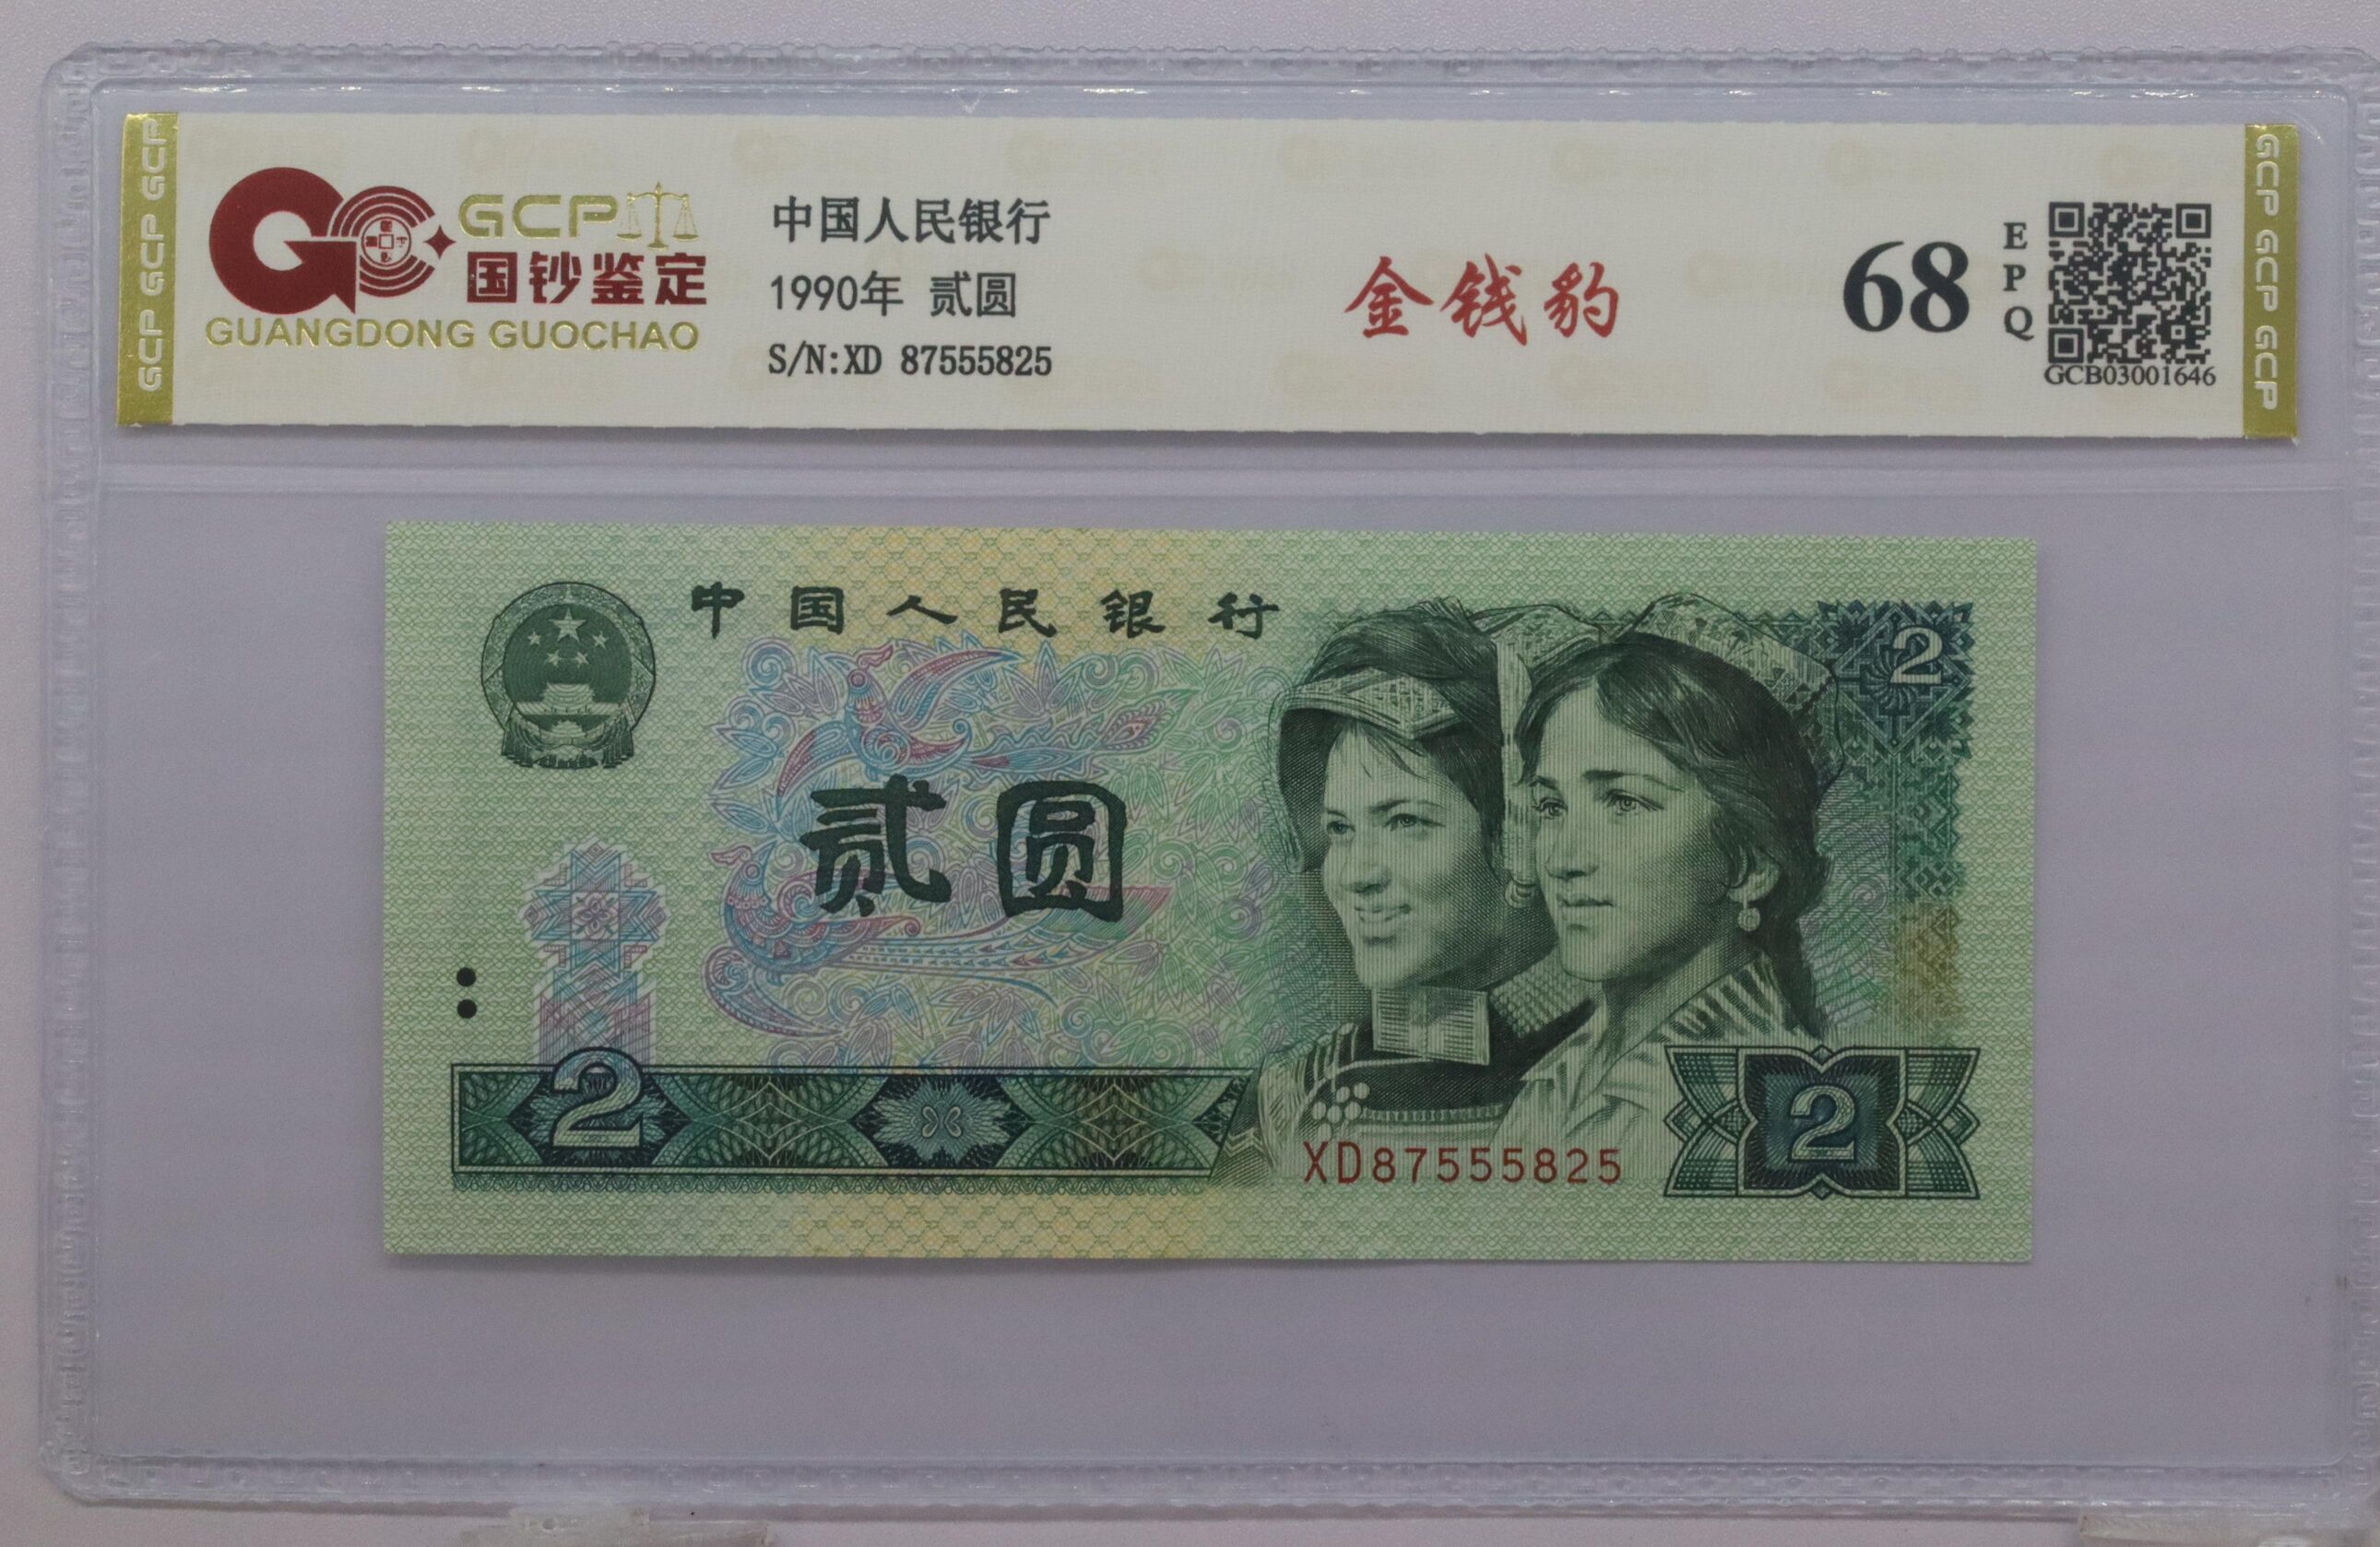 GCP GCP GCP
GCP
国钞鉴定
GUANGDONG GUOCHAO
中国人民银行
1990年 贰圆
S/N:XD 87555825
金钱豹
68
EPQ
GCB03001646
GCP GCP GCP
中国人民银行
2
贰圆
2
2
XD87555825